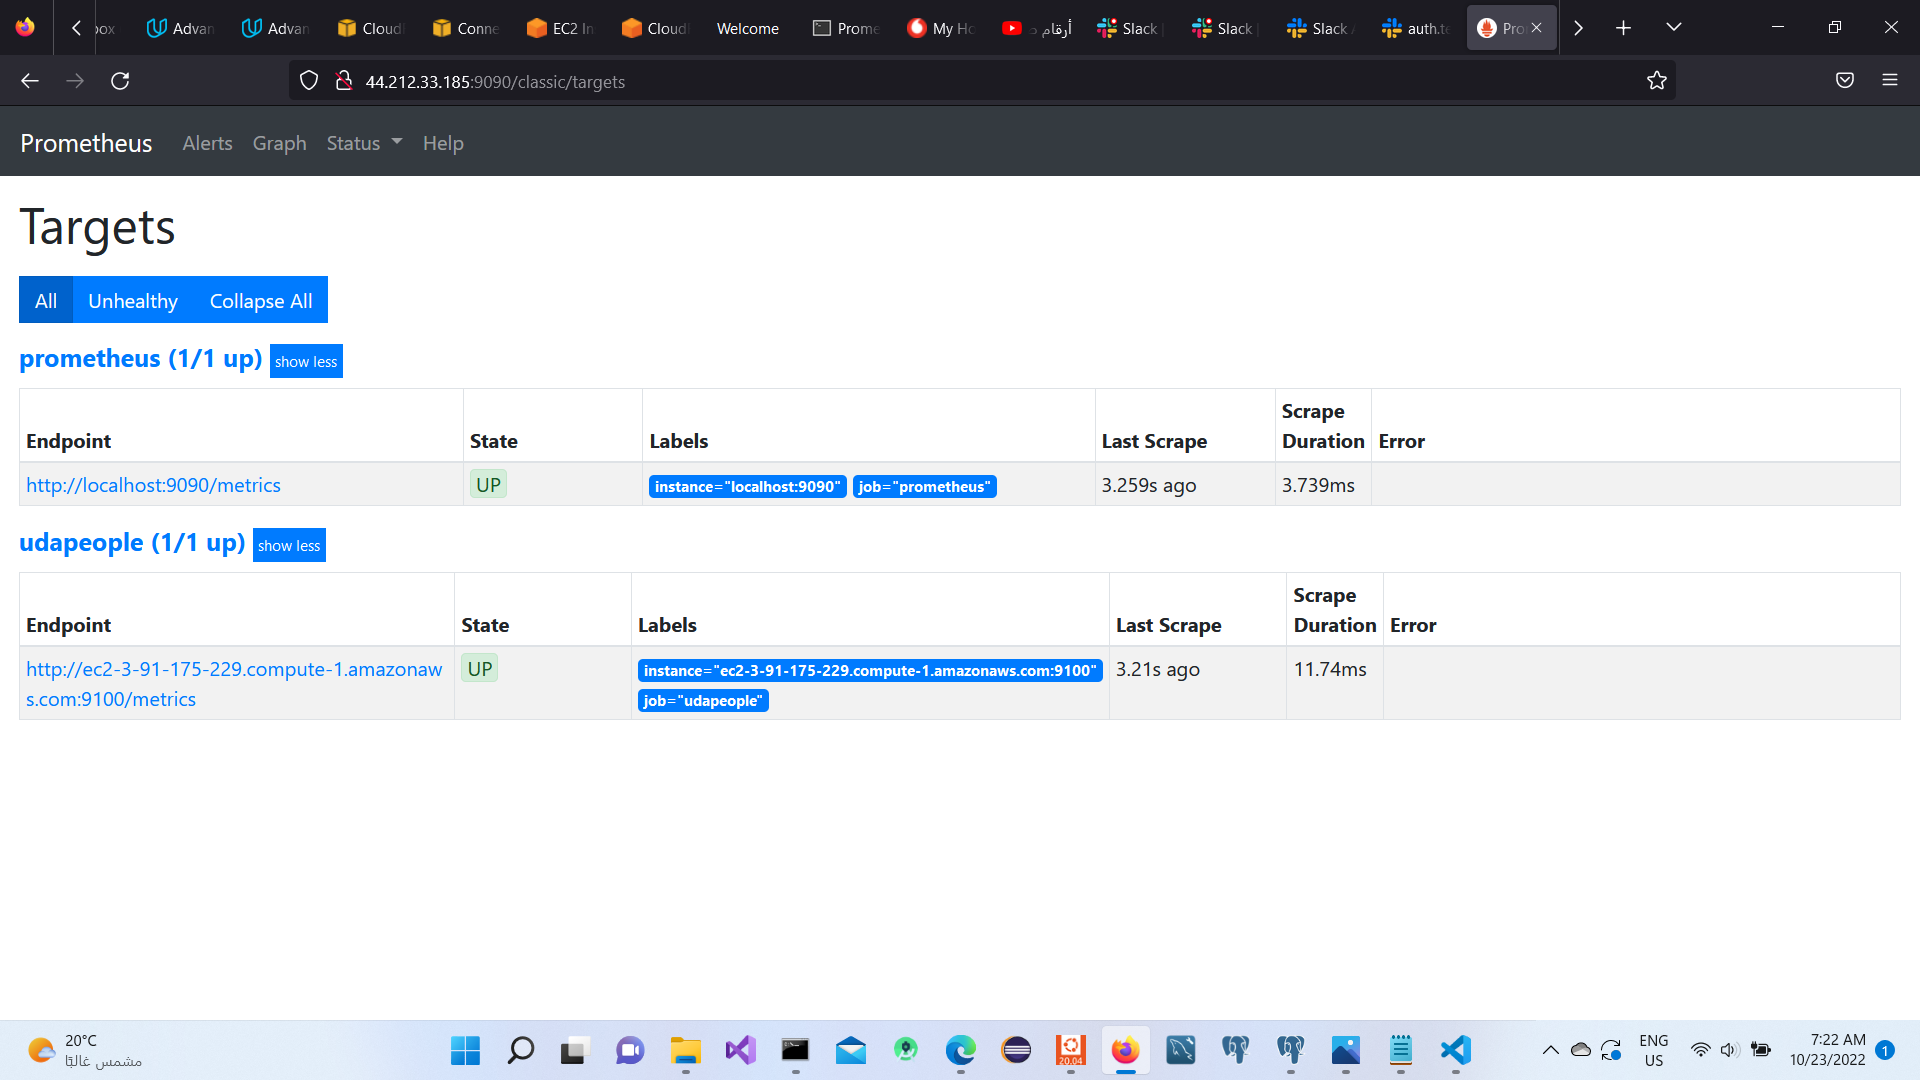 Advan
Advan
Cloudl
Conne
EC2 In
Cloudl
Welcome
Prome
My Ho
أرقام د
Slack
Slack
Slack A
auth.te
Pro
44.212.33.185:9090/classic/targets
Prometheus Alerts Graph Status Help
Targets
All Unhealthy Collapse All
prometheus (1/1 up) show less
Endpoint State Labels Last Scrape Scrape Duration Error
http://localhost:9090/metrics UP instance="localhost:9090" job="prometheus" 3.259s ago 3.739ms
udapeople (1/1 up) show less
Endpoint State Labels Last Scrape Scrape Duration Error
http://ec2-3-91-175-229.compute-1.amazonaw UP instance="ec2-3-91-175-229.compute-1.amazonaws.com:9100" 3.21s ago 11.74ms
s.com:9100/metrics job="udapeople"
20°C
مشمس غالبًا
20.04
ENG
US
7:22 AM
10/23/2022
1